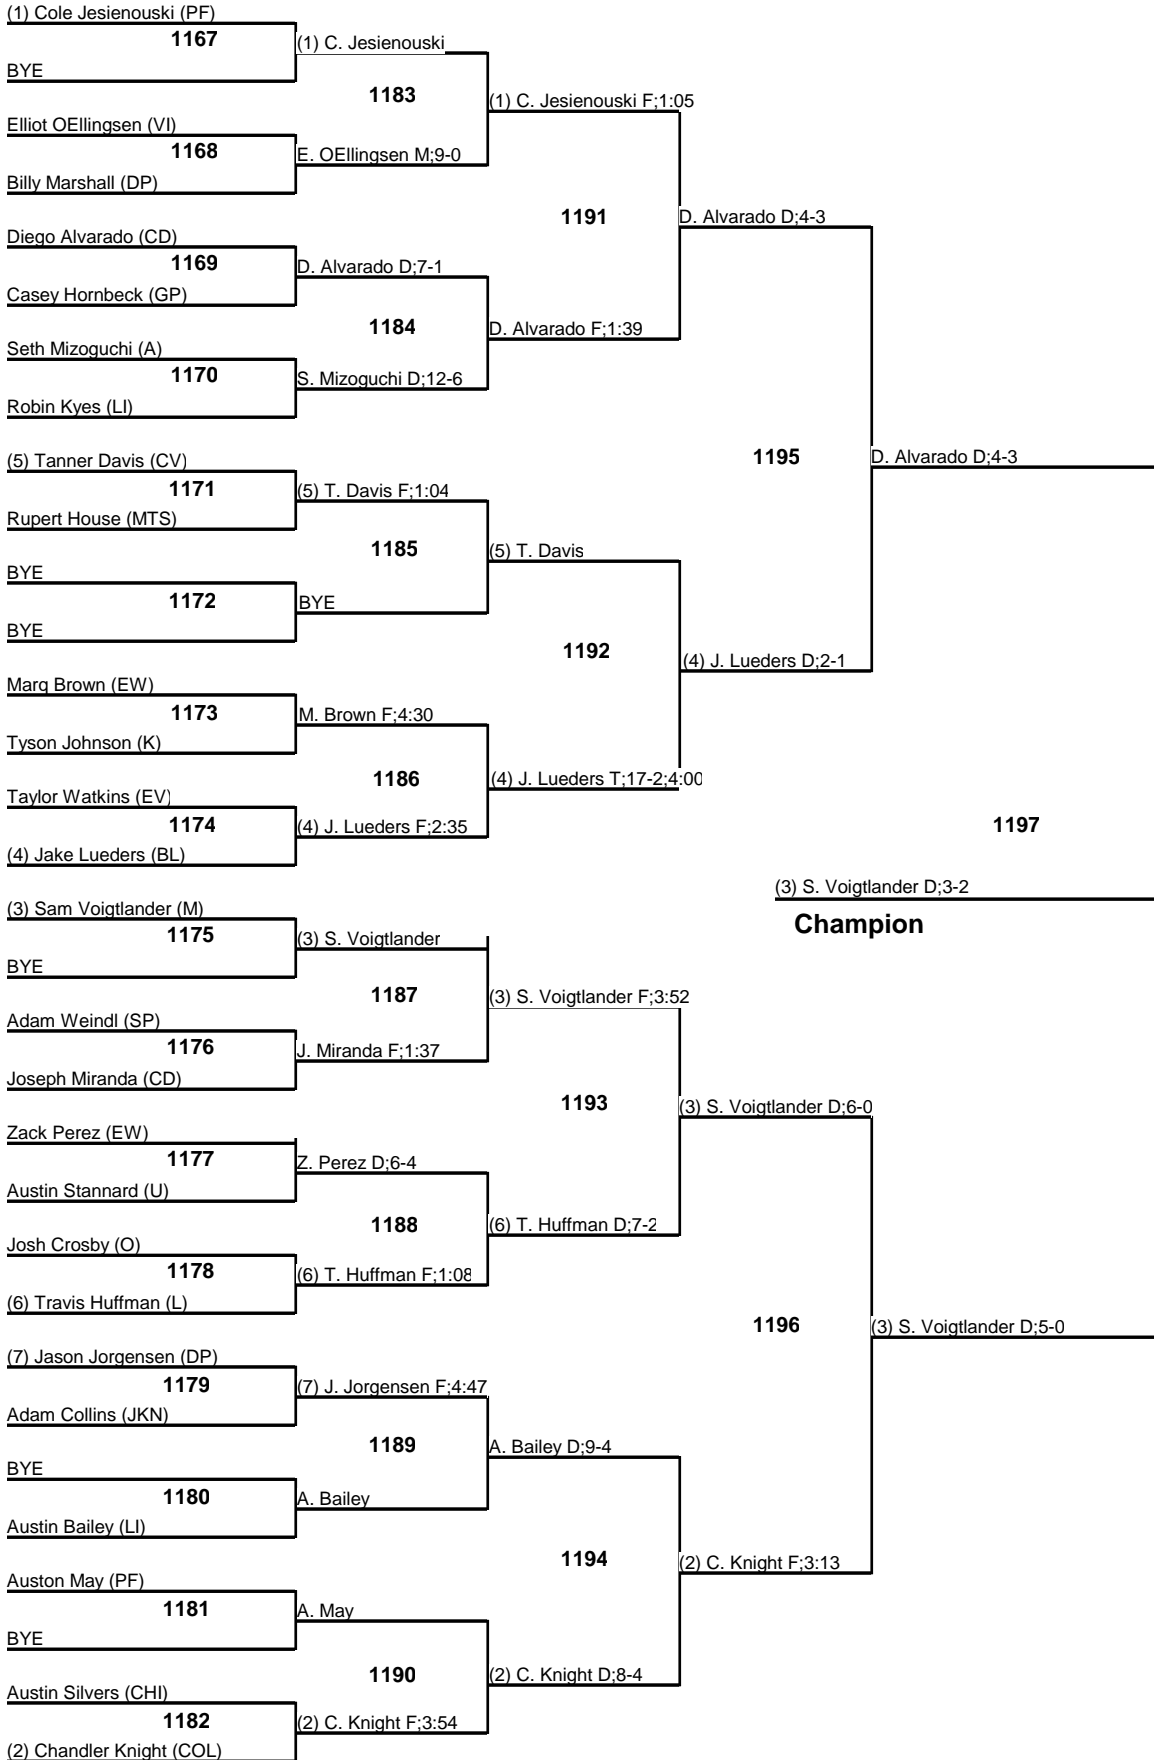 (1) Cole Jesienouski (PF)
1167
(1) C. Jesienouski
BYE
1183
(1) C. Jesienouski F;1:05
Elliot OEllingsen (VI)
1168
E. OEllingsen M;9-0
Billy Marshall (DP)
1191
D. Alvarado D;4-3
Diego Alvarado (CD)
1169
D. Alvarado D;7-1
Casey Hornbeck (GP)
1184
D. Alvarado F;1:39
Seth Mizoguchi (A)
1170
S. Mizoguchi D;12-6
Robin Kyes (LI)
1195
D. Alvarado D;4-3
(5) Tanner Davis (CV)
1171
(5) T. Davis F;1:04
Rupert House (MTS)
1185
(5) T. Davis
BYE
1172
BYE
BYE
1192
(4) J. Lueders D;2-1
Marq Brown (EW)
1173
M. Brown F;4:30
Tyson Johnson (K)
1186
(4) J. Lueders T;17-2;4:00
Taylor Watkins (EV)
1174
(4) J. Lueders F;2:35
(4) Jake Lueders (BL)
1197
(3) S. Voigtlander D;3-2
Champion
(3) Sam Voigtlander (M)
1175
(3) S. Voigtlander
BYE
1187
(3) S. Voigtlander F;3:52
Adam Weindl (SP)
1176
J. Miranda F;1:37
Joseph Miranda (CD)
1193
(3) S. Voigtlander D;6-0
Zack Perez (EW)
1177
Z. Perez D;6-4
Austin Stannard (U)
1188
(6) T. Huffman D;7-2
Josh Crosby (O)
1178
(6) T. Huffman F;1:08
(6) Travis Huffman (L)
1196
(3) S. Voigtlander D;5-0
(7) Jason Jorgensen (DP)
1179
(7) J. Jorgensen F;4:47
Adam Collins (JKN)
1189
A. Bailey D;9-4
BYE
1180
A. Bailey
Austin Bailey (LI)
1194
(2) C. Knight F;3:13
Auston May (PF)
1181
A. May
BYE
1190
(2) C. Knight D;8-4
Austin Silvers (CHI)
1182
(2) C. Knight F;3:54
(2) Chandler Knight (COL)